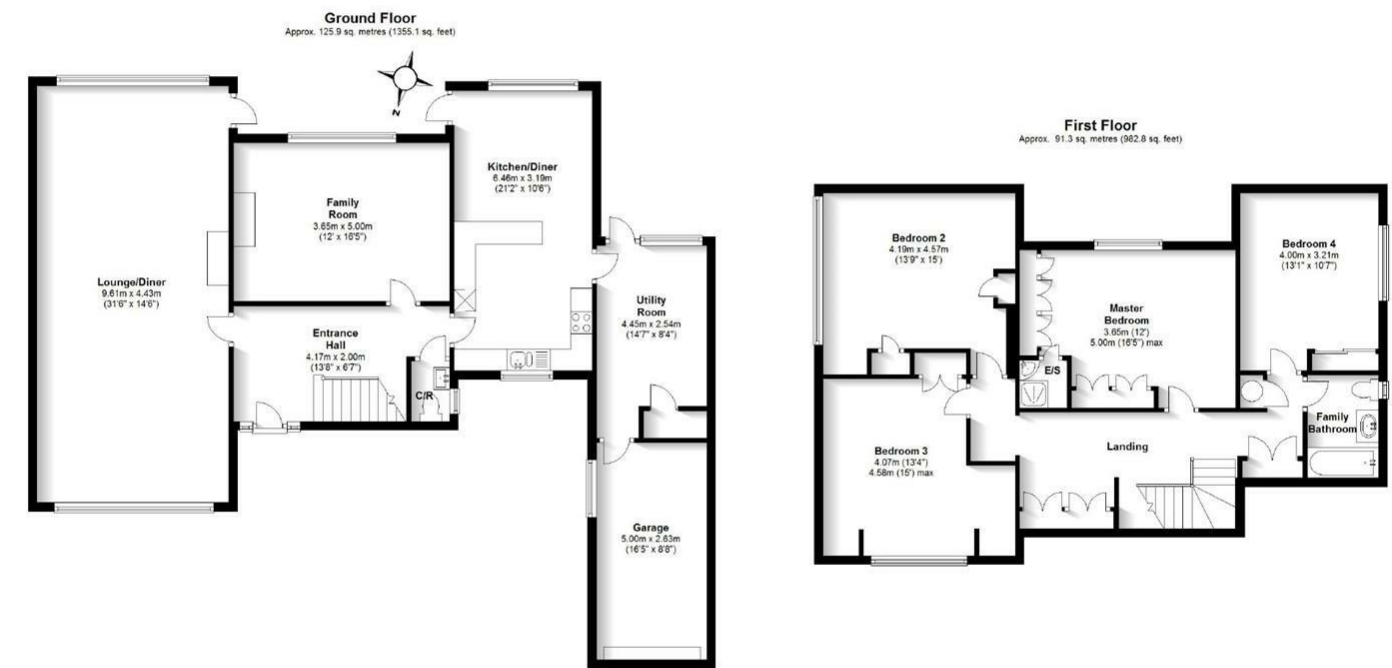 Ground Floor
Approx. 125.9 sq. metres (1355.1 sq. feet)
N
Kitchen/Diner
6.46m x 3.19m
(21'2" x 10'6")
Family
Room
3.65m x 5.00m
(12' x 16'5")
Lounge/Diner
9.61m x 4.43m
(31'6" x 14'6")
Utility
Room
4.45m x 2.54m
(14'7" x 8'4")
Entrance
Hall
4.17m x 2.00m
(13'8" x 6'7")
C/R
Garage
5.00m x 2.63m
(16'5" x 8'8")
First Floor
Approx. 91.3 sq. metres (982.8 sq. feet)
Bedroom 2
4.19m x 4.57m
(13'9" x 15')
Bedroom 4
4.00m x 3.21m
(13'1" x 10'7")
Master
Bedroom
3.65m (12')
5.00m (16'5") max
E/S
Family
Bathroom
Landing
Bedroom 3
4.07m (13'4")
4.58m (15') max